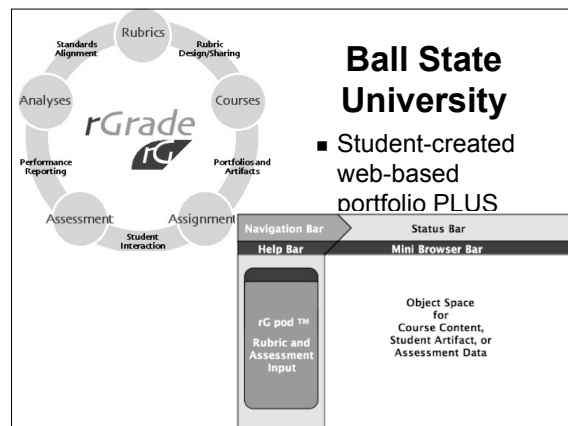 Rubrics
Standards
Alignment
Rubric
Design/Sharing
Analyses
Courses
rGrade
rG
Performance
Reporting
Portfolios and
Artifacts
Assessment
Assignment
Student
Interaction
Ball State
University
■ Student-created
web-based
portfolio PLUS
Navigation Bar
Status Bar
Help Bar
Mini Browser Bar
rG pod ™
Rubric and
Assessment
Input
Object Space
for
Course Content,
Student Artifact, or
Assessment Data